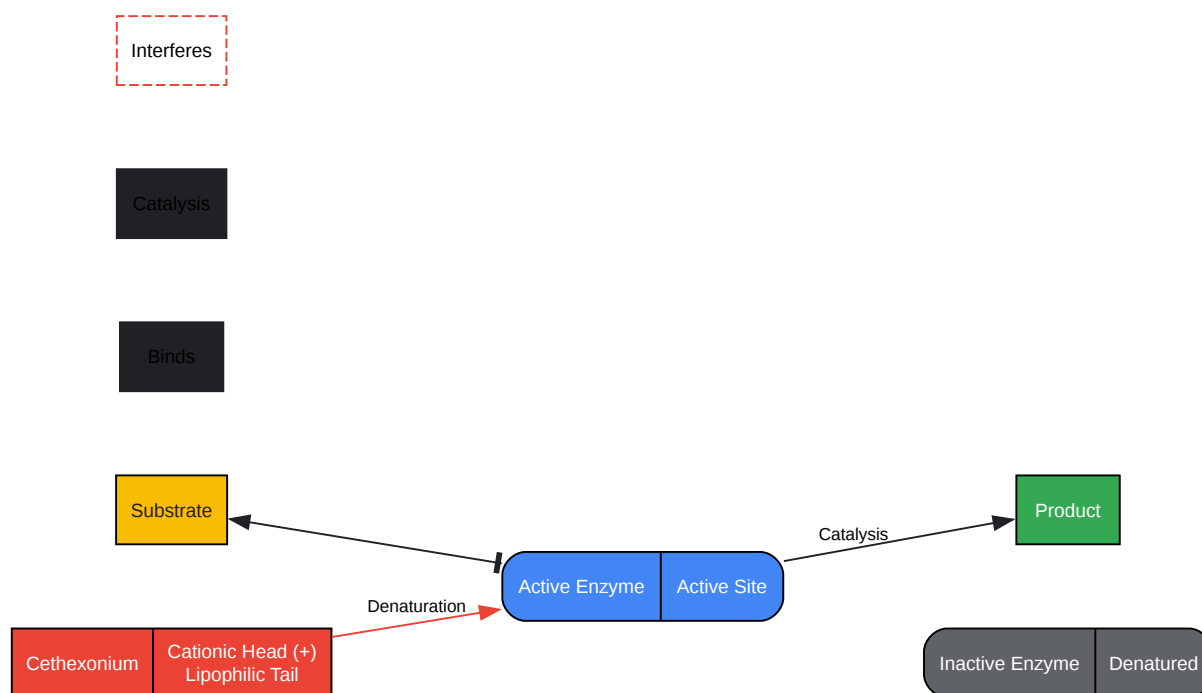 Interferes
Catalysis
Binds
Substrate
Product
Catalysis
Active Enzyme
Active Site
Denaturation
Cethexonium
Cationic Head (+)
Lipophilic Tail
Inactive Enzyme
Denatured